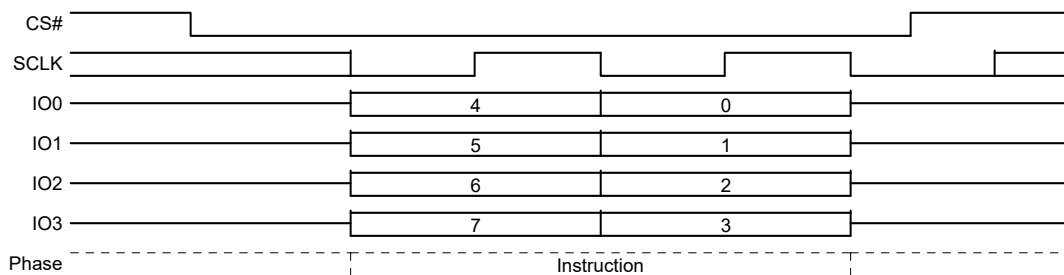 CS#
SCLK
IO0 4 0
IO1 5 1
IO2 6 2
IO3 7 3
Phase Instruction